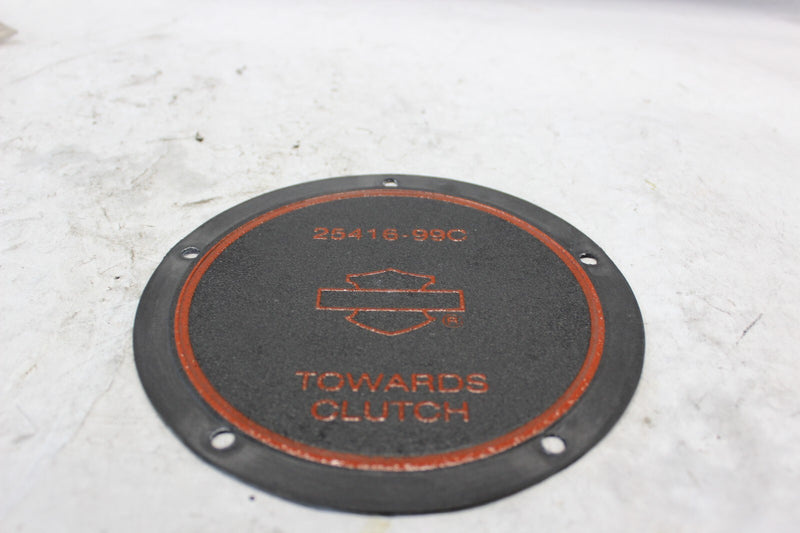 25416-99C
®
TOWARDS
CLUTCH